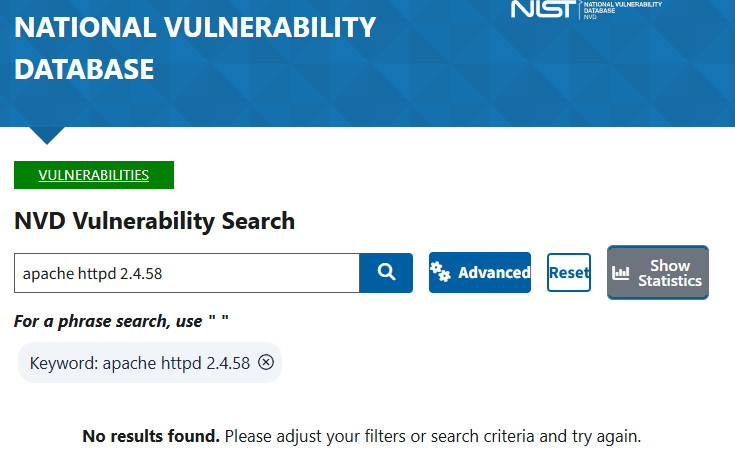 NIST
NATIONAL VULNERABILITY
DATABASE
NVD
NATIONAL VULNERABILITY
DATABASE
VULNERABILITIES
NVD Vulnerability Search
apache httpd 2.4.58
Advanced
Reset
Show
Statistics
For a phrase search, use " "
Keyword: apache httpd 2.4.58
No results found. Please adjust your filters or search criteria and try again.